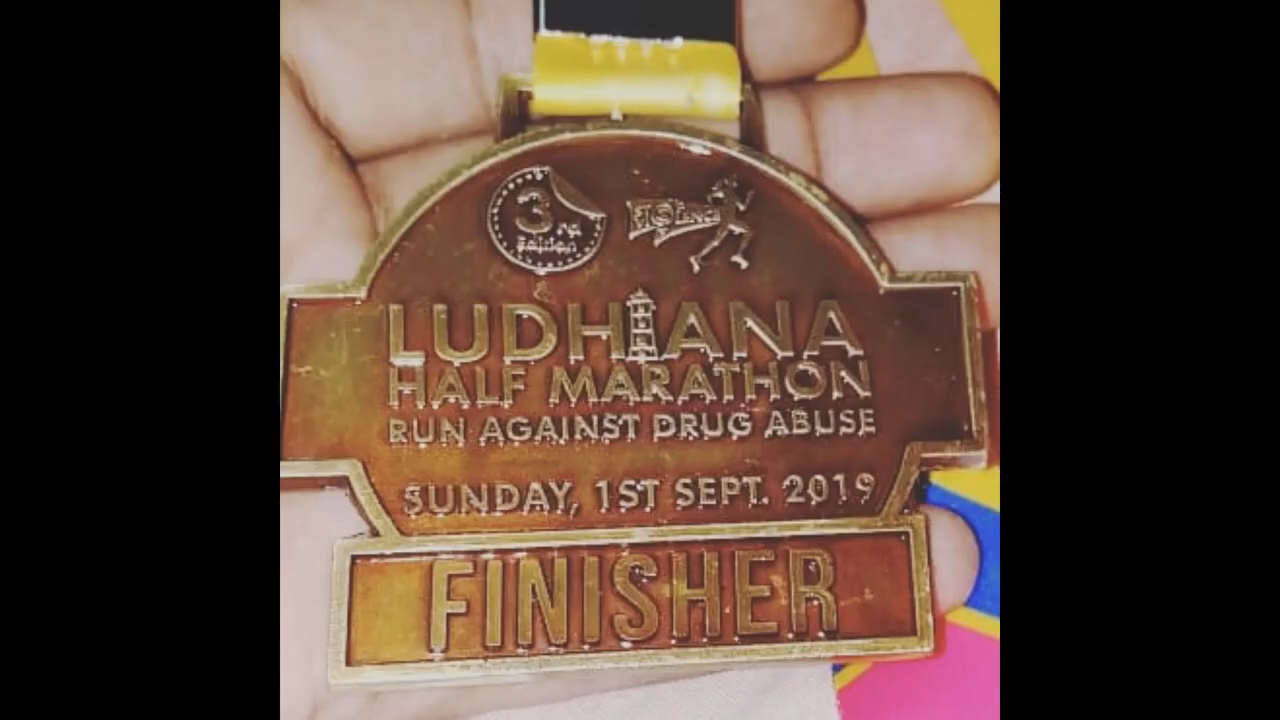 3rd
Edition
LUDHIANA
HALF MARATHON
RUN AGAINST DRUG ABUSE
SUNDAY, 1ST SEPT. 2019
FINISHER